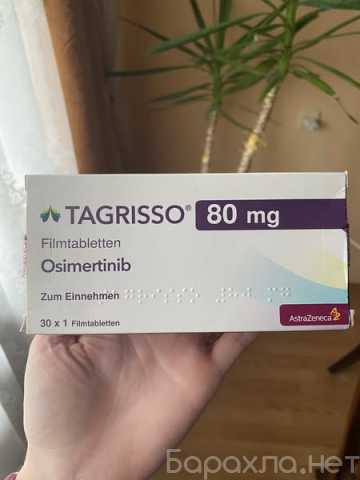 TAGRISSO® 80 mg
Filmtabletten
Osimertinib
Zum Einnehmen
30 x 1 Filmtabletten
AstraZeneca
Барахла.нет